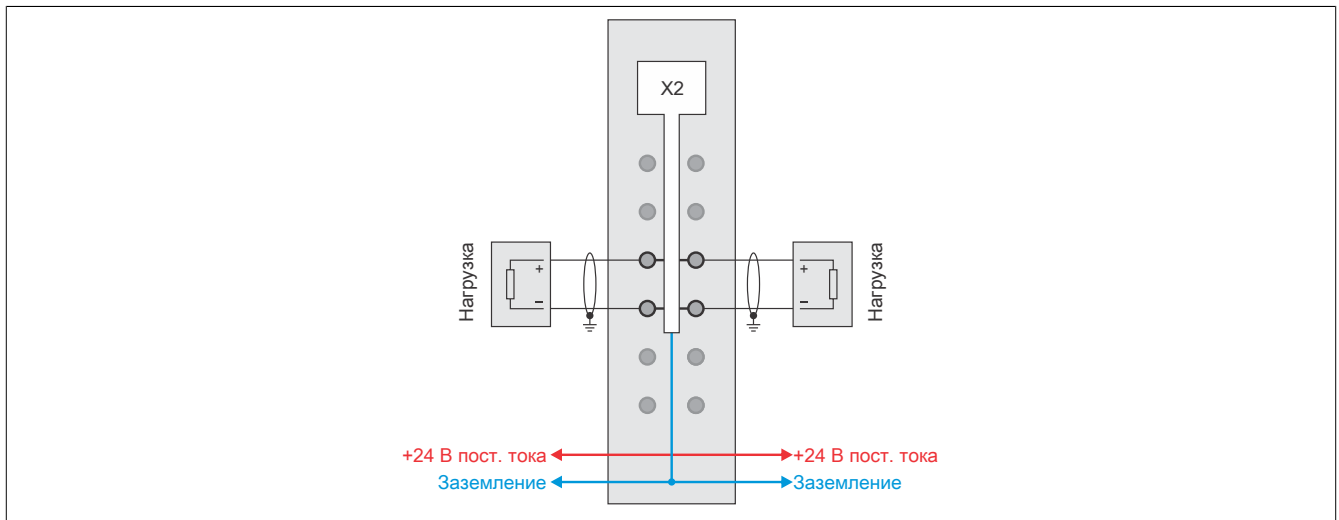 X2
Нагрузка
+
−
+
−
Нагрузка
+24 В пост. тока
+24 В пост. тока
Заземление
Заземление